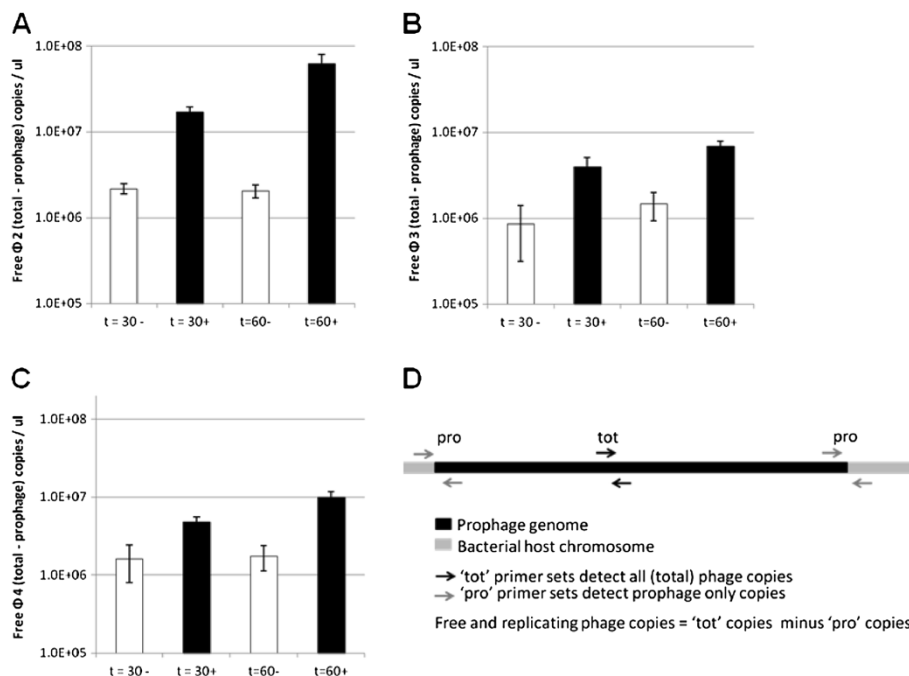 A
Free Φ 2 (total - prophage) copies / ul
1.0E+08
1.0E+07
1.0E+06
1.0E+05
t = 30 - t = 30+ t=60- t=60+
B
Free Φ 3 (total - prophage) copies / ul
1.0E+08
1.0E+07
1.0E+06
1.0E+05
t = 30 - t = 30+ t=60- t=60+
C
Free Φ 4 (total - prophage) copies / ul
1.0E+08
1.0E+07
1.0E+06
1.0E+05
t = 30 - t = 30+ t=60- t=60+
D
pro tot pro
Prophage genome
Bacterial host chromosome
'tot' primer sets detect all (total) phage copies
'pro' primer sets detect prophage only copies
Free and replicating phage copies = 'tot' copies minus 'pro' copies